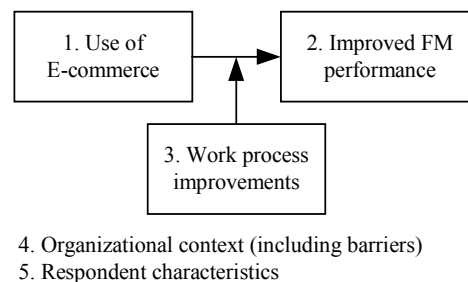 1. Use of
E-commerce
2. Improved FM
performance
3. Work process
improvements
4. Organizational context (including barriers)
5. Respondent characteristics